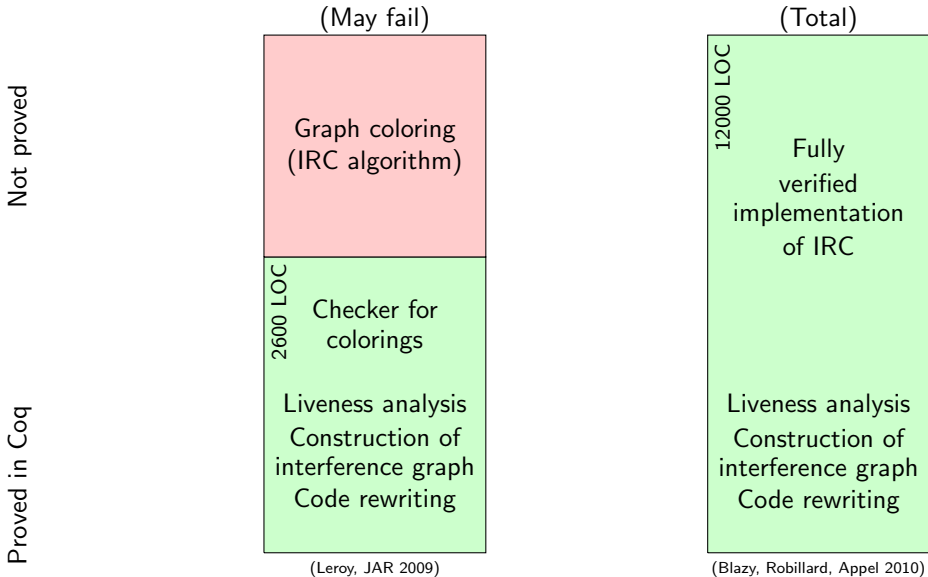 (May fail)
(Total)
Not proved
Graph coloring
(IRC algorithm)
12000 LOC
Fully
verified
implementation
of IRC
2600 LOC
Checker for
colorings
Proved in Coq
Liveness analysis
Construction of
interference graph
Code rewriting
Liveness analysis
Construction of
interference graph
Code rewriting
(Leroy, JAR 2009)
(Blazy, Robillard, Appel 2010)